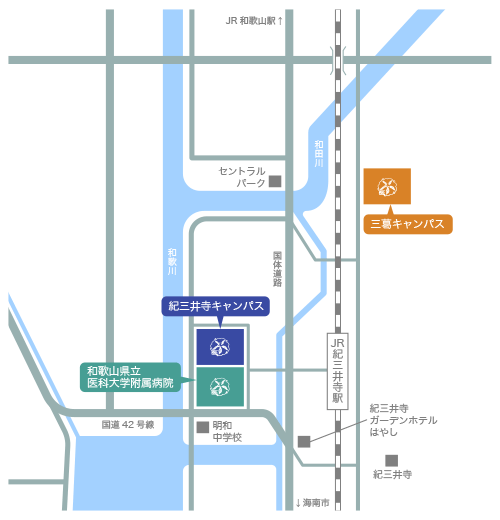 JR 和歌山駅↑
和田川
セントラル
パーク
三葛キャンパス
和歌川
国体道路
紀三井寺キャンパス
JR紀三井寺駅
和歌山県立
医科大学附属病院
紀三井寺
ガーデンホテル
はやし
国道 42 号線
明和
中学校
紀三井寺
↓海南市